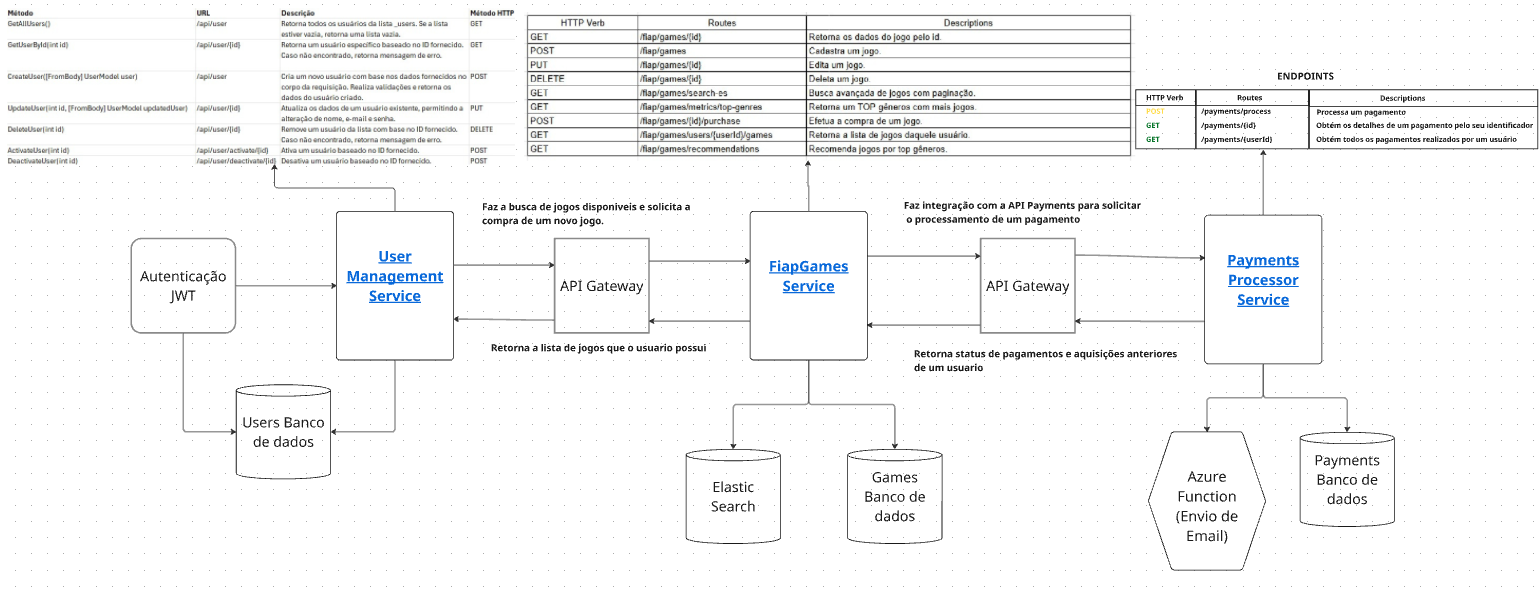 Método URL Descrição Método HTTP
GetAllUsers() /api/user Retorna todos os usuários da lista _users. Se a lista GET
estiver vazia, retorna uma lista vazia.
GetUserById(int id) /api/user/{id} Retorna um usuário específico baseado no ID fornecido. GET
Caso não encontrado, retorna mensagem de erro.
CreateUser([FromBody] UserModel user) /api/user Cria um novo usuário com base nos dados fornecidos no POST
corpo da requisição. Realiza validações e retorna os
dados do usuário criado.
UpdateUser(int id, [FromBody] UserModel updatedUser) /api/user/{id} Atualiza os dados de um usuário existente, permitindo a PUT
alteração de nome, e-mail e senha.
DeleteUser(int id) /api/user/{id} Remove um usuário da lista com base no ID fornecido. DELETE
Caso não encontrado, retorna mensagem de erro.
ActivateUser(int id) /api/user/activate/{id} Ativa um usuário baseado no ID fornecido. POST
DeactivateUser(int id) /api/user/deactivate/{id} Desativa um usuário baseado no ID fornecido. POST
HTTP Verb Routes Descriptions
GET /fiap/games/{id} Retorna os dados do jogo pelo id.
POST /fiap/games Cadastra um jogo.
PUT /fiap/games/{id} Edita um jogo.
DELETE /fiap/games/{id} Deleta um jogo.
GET /fiap/games/search-es Busca avançada de jogos com paginação.
GET /fiap/games/metrics/top-genres Retorna um TOP gêneros com mais jogos.
POST /fiap/games/{id}/purchase Efetua a compra de um jogo.
GET /fiap/games/users/{userId}/games Retorna a lista de jogos daquele usuário.
GET /fiap/games/recommendations Recomenda jogos por top gêneros.
ENDPOINTS
HTTP Verb Routes Descriptions
POST /payments/process Processa um pagamento
GET /payments/{id} Obtém os detalhes de um pagamento pelo seu identificador
GET /payments/{userId} Obtém todos os pagamentos realizados por um usuário
Faz a busca de jogos disponiveis e solicita a
compra de um novo jogo.
Faz integração com a API Payments para solicitar
o processamento de um pagamento
Autenticação
JWT
User
Management
Service
API Gateway
FiapGames
Service
API Gateway
Payments
Processor
Service
Retorna a lista de jogos que o usuario possui
Retorna status de pagamentos e aquisições anteriores
de um usuario
Users Banco
de dados
Elastic
Search
Games
Banco de
dados
Azure
Function
(Envio de
Email)
Payments
Banco de
dados